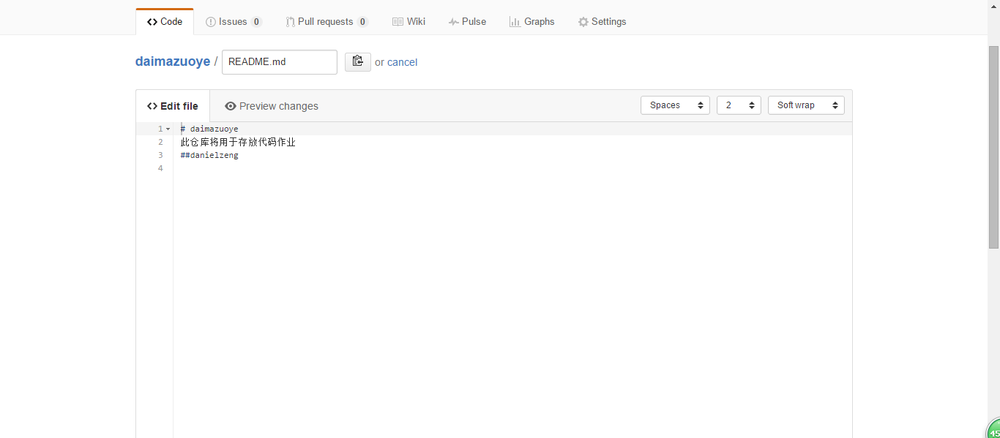 Code Issues 0 Pull requests 0 Wiki Pulse Graphs Settings
daimazuoye / README.md or cancel
Edit file Preview changes Spaces 2 Soft wrap
1 # daimazuoye
2 此仓库将用于存放代码作业
3 ##danielzeng
4